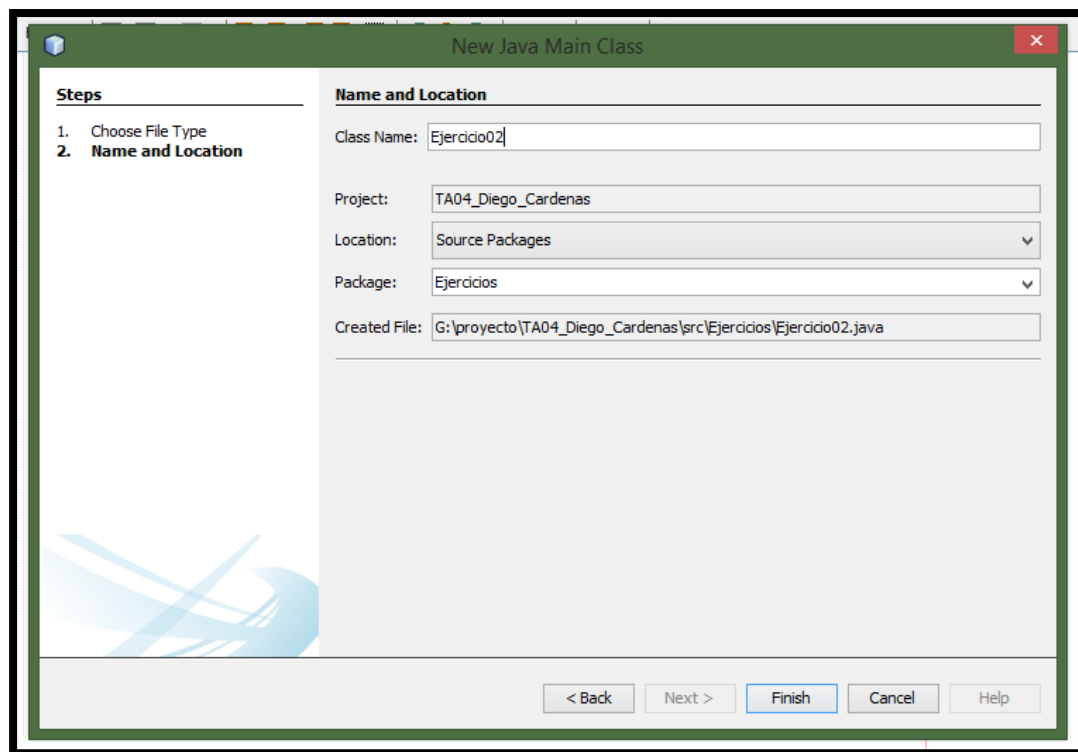 New Java Main Class
Steps
1. Choose File Type
2. Name and Location
Name and Location
Class Name: Ejercicio02
Project: TA04_Diego_Cardenas
Location: Source Packages
Package: Ejercicios
Created File: G:\proyecto\TA04_Diego_Cardenas\src\Ejercicios\Ejercicio02.java
< Back Next > Finish Cancel Help